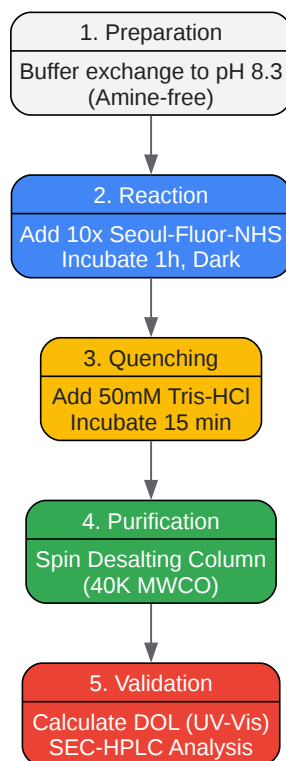 1. Preparation
Buffer exchange to pH 8.3
(Amine-free)
2. Reaction
Add 10x Seoul-Fluor-NHS
Incubate 1h, Dark
3. Quenching
Add 50mM Tris-HCl
Incubate 15 min
4. Purification
Spin Desalting Column
(40K MWCO)
5. Validation
Calculate DOL (UV-Vis)
SEC-HPLC Analysis